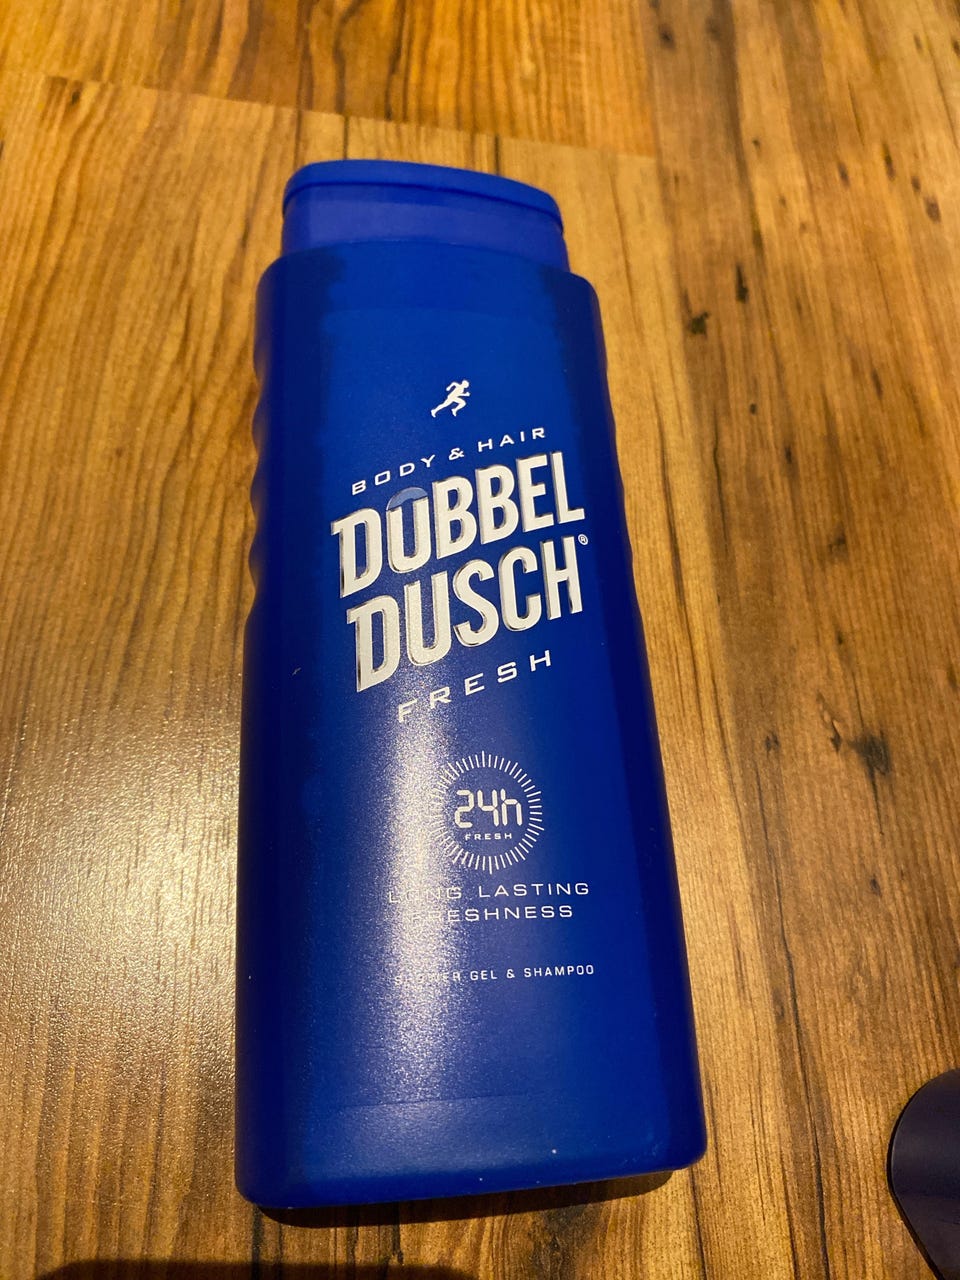 BODY & HAIR
DUBBEL
DUSCH®
FRESH
24h
FRESH
LONG LASTING
FRESHNESS
SHOWER GEL & SHAMPOO